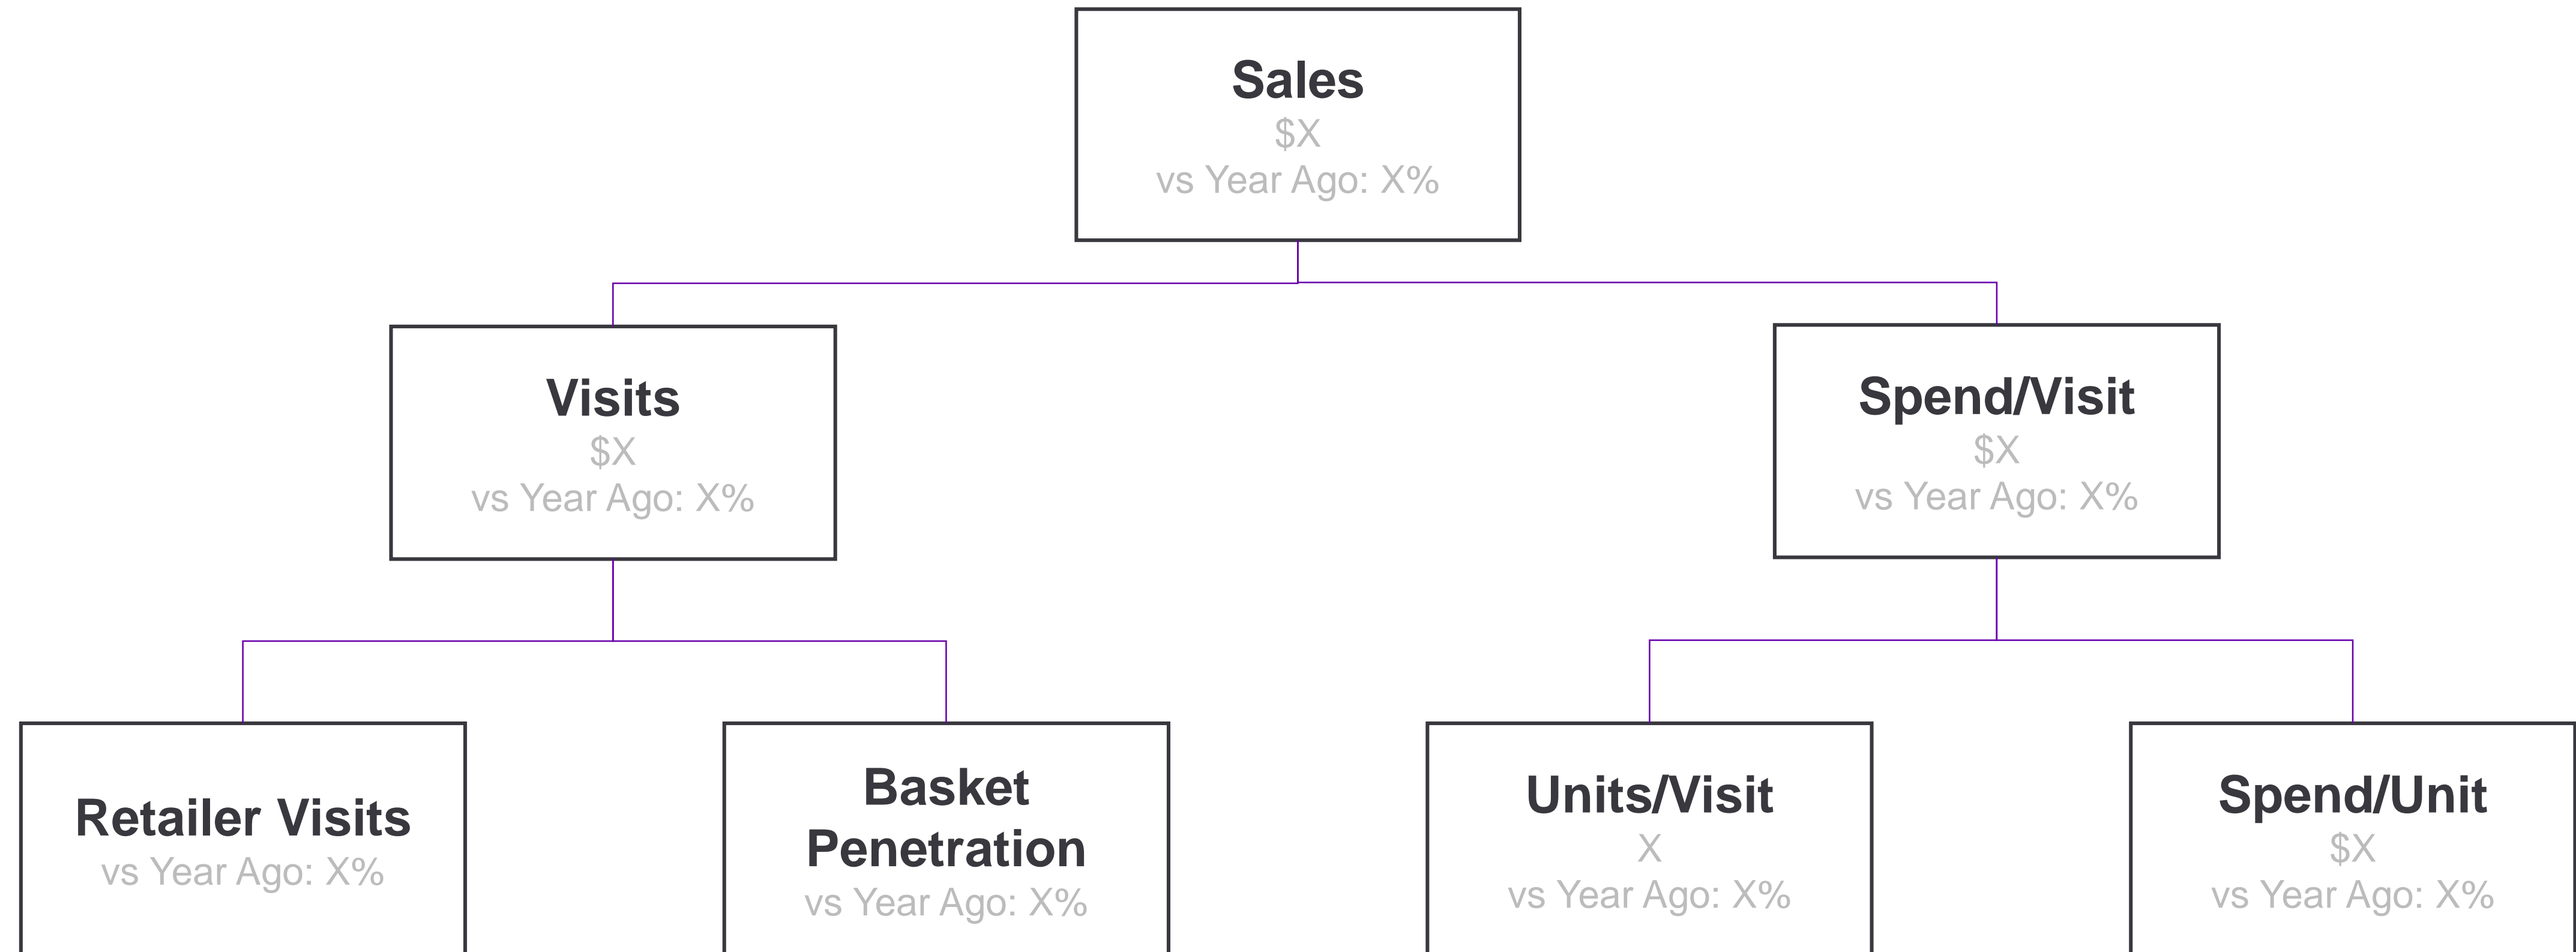 Sales
$X
vs Year Ago: X%
Visits
$X
vs Year Ago: X%
Spend/Visit
$X
vs Year Ago: X%
Retailer Visits
vs Year Ago: X%
Basket
Penetration
vs Year Ago: X%
Units/Visit
X
vs Year Ago: X%
Spend/Unit
$X
vs Year Ago: X%